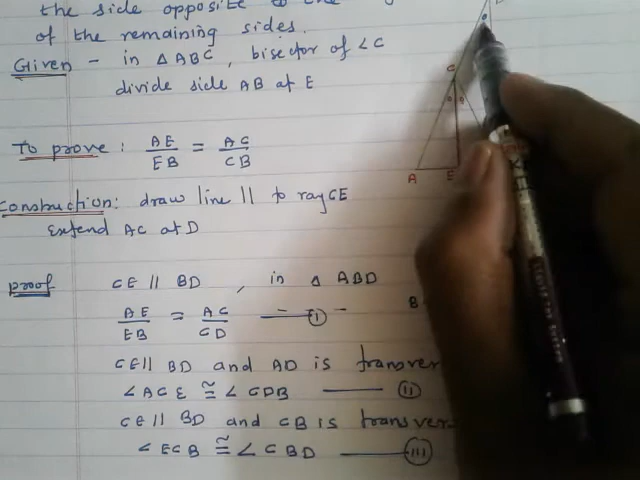 the side opposite to the
of the remaining sides.
Given - in △ ABC, bisector of ∠C
divide side AB at E
To prove : AE/EB = AC/CB
Construction: draw line || to ray CE
Extend AC at D
proof CE || BD , in △ ABD
AE/EB = AC/CD —— (i)
CE || BD and AD is transver
∠ACE ≅ ∠CDB —— (ii)
CE || BD and CB is transver
∠ECB ≅ ∠CBD —— (iii)
C
A E
B